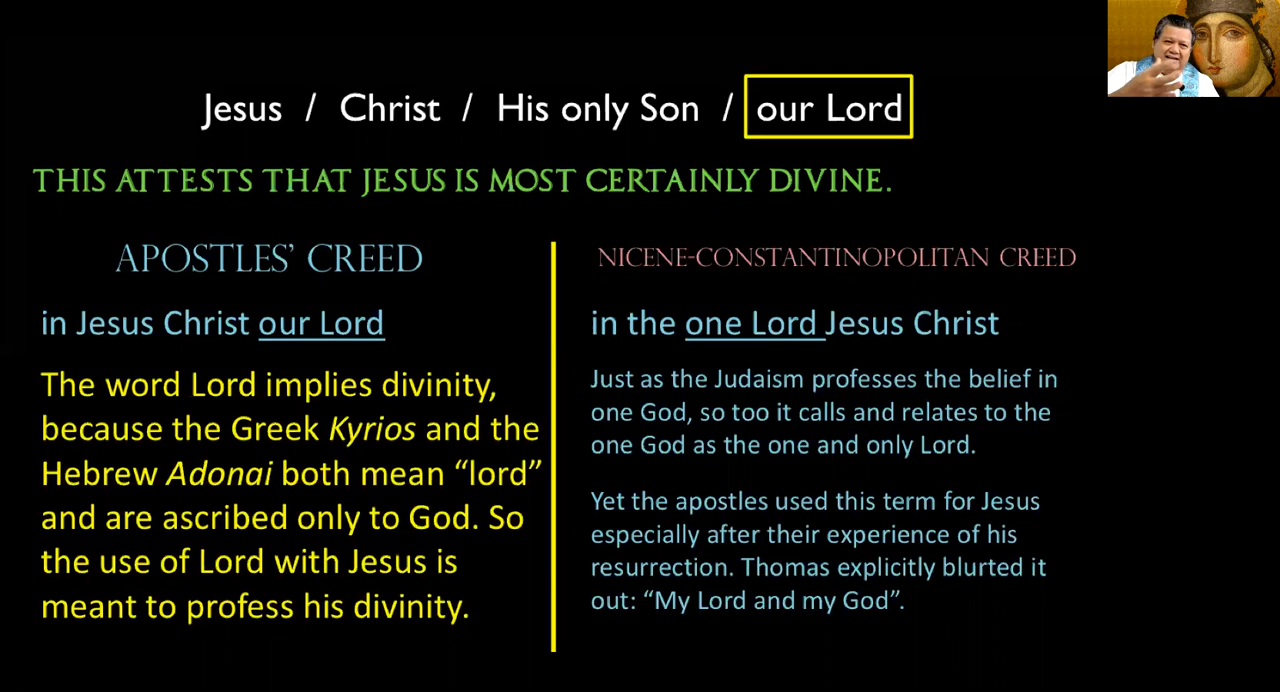 Jesus / Christ / His only Son / our Lord
THIS ATTESTS THAT JESUS IS MOST CERTAINLY DIVINE.
APOSTLES’ CREED
in Jesus Christ our Lord
The word Lord implies divinity,
because the Greek Kyrios and the
Hebrew Adonai both mean “lord”
and are ascribed only to God. So
the use of Lord with Jesus is
meant to profess his divinity.
NICENE-CONSTANTINOPOLITAN CREED
in the one Lord Jesus Christ
Just as the Judaism professes the belief in
one God, so too it calls and relates to the
one God as the one and only Lord.
Yet the apostles used this term for Jesus
especially after their experience of his
resurrection. Thomas explicitly blurted it
out: “My Lord and my God”.